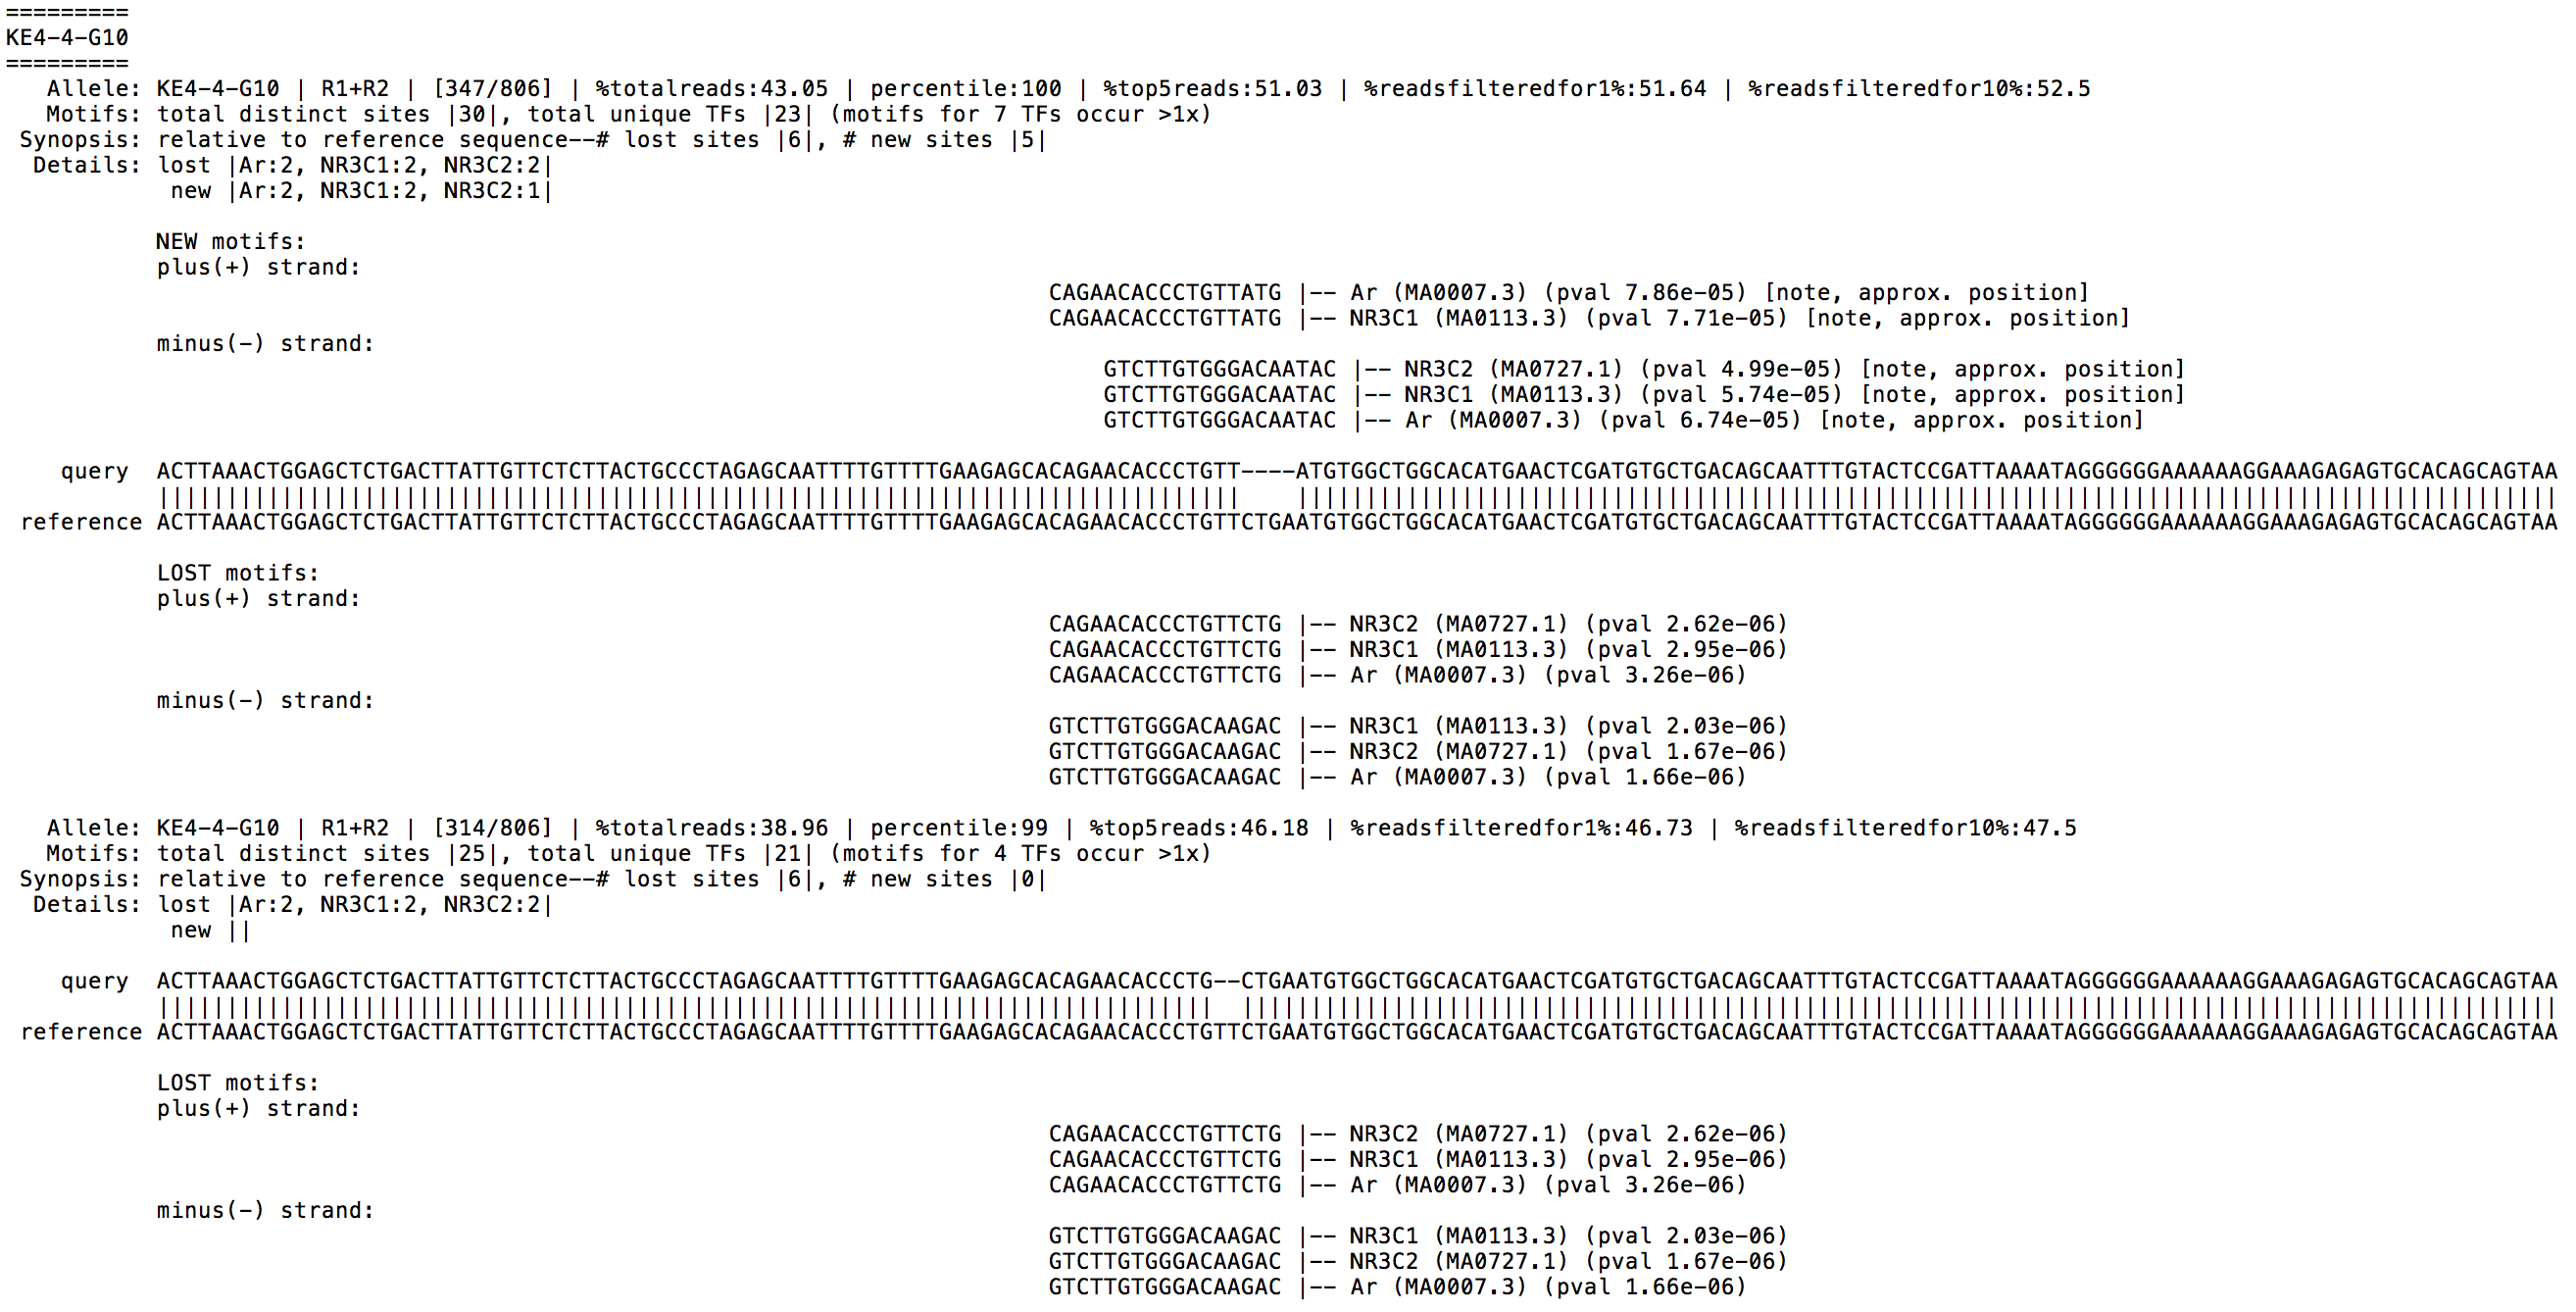 =========
KE4-4-G10
=========
Allele: KE4-4-G10 | R1+R2 | [347/806] | %totalreads:43.05 | percentile:100 | %top5reads:51.03 | %readsfilteredfor1%:51.64 | %readsfilteredfor10%:52.5
Motifs: total distinct sites |30|, total unique TFs |23| (motifs for 7 TFs occur >1x)
Synopsis: relative to reference sequence--# lost sites |6|, # new sites |5|
Details: lost |Ar:2, NR3C1:2, NR3C2:2|
new |Ar:2, NR3C1:2, NR3C2:1|
NEW motifs:
plus(+) strand:
CAGAACACCCTGTTATG |-- Ar (MA0007.3) (pval 7.86e-05) [note, approx. position]
CAGAACACCCTGTTATG |-- NR3C1 (MA0113.3) (pval 7.71e-05) [note, approx. position]
minus(-) strand:
GTCTTGTGGGACAATAC |-- NR3C2 (MA0727.1) (pval 4.99e-05) [note, approx. position]
GTCTTGTGGGACAATAC |-- NR3C1 (MA0113.3) (pval 5.74e-05) [note, approx. position]
GTCTTGTGGGACAATAC |-- Ar (MA0007.3) (pval 6.74e-05) [note, approx. position]
query ACTTAAACTGGAGCTCTGACTTATTGTTCTCTTACTGCCCTAGAGCAATTTTGTTTTGAAGAGCACAGAACACCCTGTT----ATGTGGCTGGCACATGAACTCGATGTGCTGACAGCAATTTGTACTCCGATTAAAATAGGGGGGAAAAAAGGAAAGAGAGTGCACAGCAGTAA
|||||||||||||||||||||||||||||||||||||||||||||||||||||||||||||||||||||||||||||||    ||||||||||||||||||||||||||||||||||||||||||||||||||||||||||||||||||||||||||||||||||||||||||||
reference ACTTAAACTGGAGCTCTGACTTATTGTTCTCTTACTGCCCTAGAGCAATTTTGTTTTGAAGAGCACAGAACACCCTGTTCTGAATGTGGCTGGCACATGAACTCGATGTGCTGACAGCAATTTGTACTCCGATTAAAATAGGGGGGAAAAAAGGAAAGAGAGTGCACAGCAGTAA
LOST motifs:
plus(+) strand:
CAGAACACCCTGTTCTG |-- NR3C2 (MA0727.1) (pval 2.62e-06)
CAGAACACCCTGTTCTG |-- NR3C1 (MA0113.3) (pval 2.95e-06)
CAGAACACCCTGTTCTG |-- Ar (MA0007.3) (pval 3.26e-06)
minus(-) strand:
GTCTTGTGGGACAAGAC |-- NR3C1 (MA0113.3) (pval 2.03e-06)
GTCTTGTGGGACAAGAC |-- NR3C2 (MA0727.1) (pval 1.67e-06)
GTCTTGTGGGACAAGAC |-- Ar (MA0007.3) (pval 1.66e-06)
Allele: KE4-4-G10 | R1+R2 | [314/806] | %totalreads:38.96 | percentile:99 | %top5reads:46.18 | %readsfilteredfor1%:46.73 | %readsfilteredfor10%:47.5
Motifs: total distinct sites |25|, total unique TFs |21| (motifs for 4 TFs occur >1x)
Synopsis: relative to reference sequence--# lost sites |6|, # new sites |0|
Details: lost |Ar:2, NR3C1:2, NR3C2:2|
new ||
query ACTTAAACTGGAGCTCTGACTTATTGTTCTCTTACTGCCCTAGAGCAATTTTGTTTTGAAGAGCACAGAACACCCTG--CTGAATGTGGCTGGCACATGAACTCGATGTGCTGACAGCAATTTGTACTCCGATTAAAATAGGGGGGAAAAAAGGAAAGAGAGTGCACAGCAGTAA
|||||||||||||||||||||||||||||||||||||||||||||||||||||||||||||||||||||||||||||  ||||||||||||||||||||||||||||||||||||||||||||||||||||||||||||||||||||||||||||||||||||||||||||||||
reference ACTTAAACTGGAGCTCTGACTTATTGTTCTCTTACTGCCCTAGAGCAATTTTGTTTTGAAGAGCACAGAACACCCTGTTCTGAATGTGGCTGGCACATGAACTCGATGTGCTGACAGCAATTTGTACTCCGATTAAAATAGGGGGGAAAAAAGGAAAGAGAGTGCACAGCAGTAA
LOST motifs:
plus(+) strand:
CAGAACACCCTGTTCTG |-- NR3C2 (MA0727.1) (pval 2.62e-06)
CAGAACACCCTGTTCTG |-- NR3C1 (MA0113.3) (pval 2.95e-06)
CAGAACACCCTGTTCTG |-- Ar (MA0007.3) (pval 3.26e-06)
minus(-) strand:
GTCTTGTGGGACAAGAC |-- NR3C1 (MA0113.3) (pval 2.03e-06)
GTCTTGTGGGACAAGAC |-- NR3C2 (MA0727.1) (pval 1.67e-06)
GTCTTGTGGGACAAGAC |-- Ar (MA0007.3) (pval 1.66e-06)